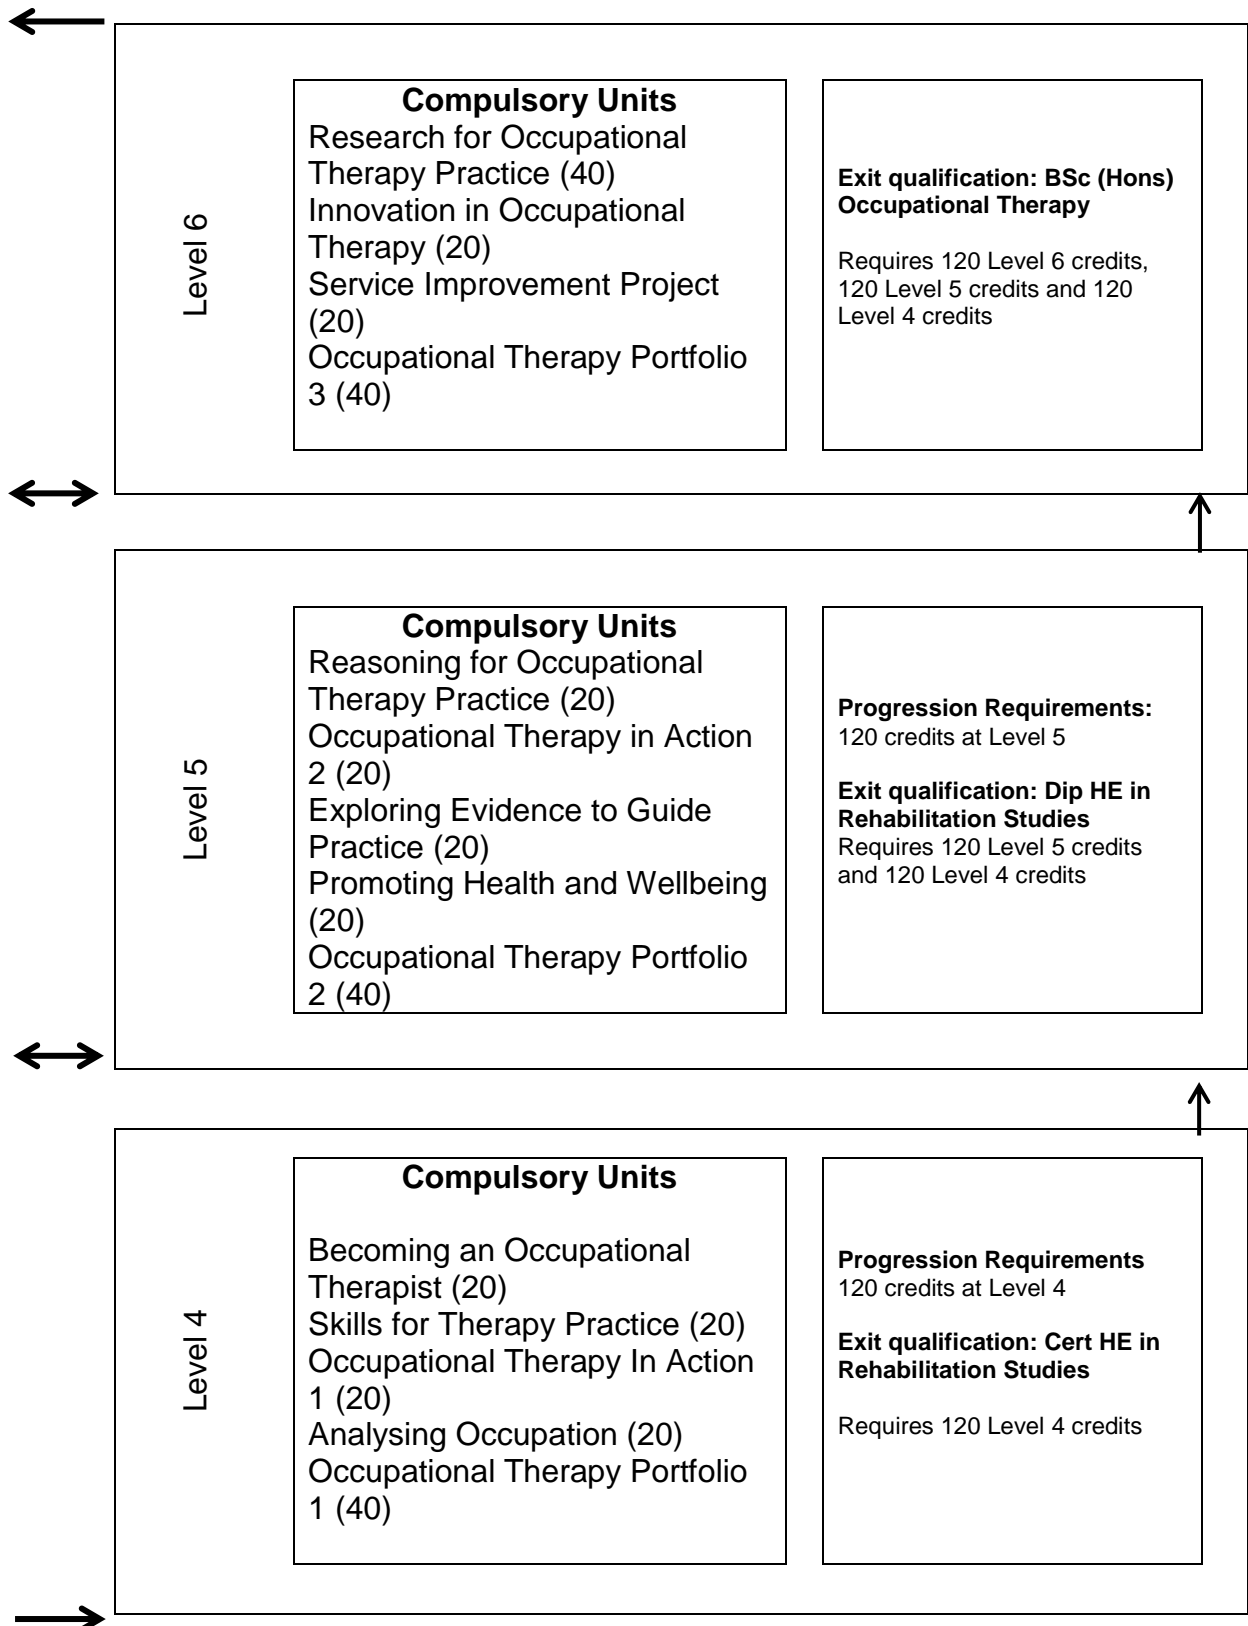 Level 6
Compulsory Units
Research for Occupational
Therapy Practice (40)
Innovation in Occupational
Therapy (20)
Service Improvement Project
(20)
Occupational Therapy Portfolio
3 (40)
Exit qualification: BSc (Hons)
Occupational Therapy
Requires 120 Level 6 credits,
120 Level 5 credits and 120
Level 4 credits
Level 5
Compulsory Units
Reasoning for Occupational
Therapy Practice (20)
Occupational Therapy in Action
2 (20)
Exploring Evidence to Guide
Practice (20)
Promoting Health and Wellbeing
(20)
Occupational Therapy Portfolio
2 (40)
Progression Requirements:
120 credits at Level 5
Exit qualification: Dip HE in
Rehabilitation Studies
Requires 120 Level 5 credits
and 120 Level 4 credits
Level 4
Compulsory Units
Becoming an Occupational
Therapist (20)
Skills for Therapy Practice (20)
Occupational Therapy In Action
1 (20)
Analysing Occupation (20)
Occupational Therapy Portfolio
1 (40)
Progression Requirements
120 credits at Level 4
Exit qualification: Cert HE in
Rehabilitation Studies
Requires 120 Level 4 credits